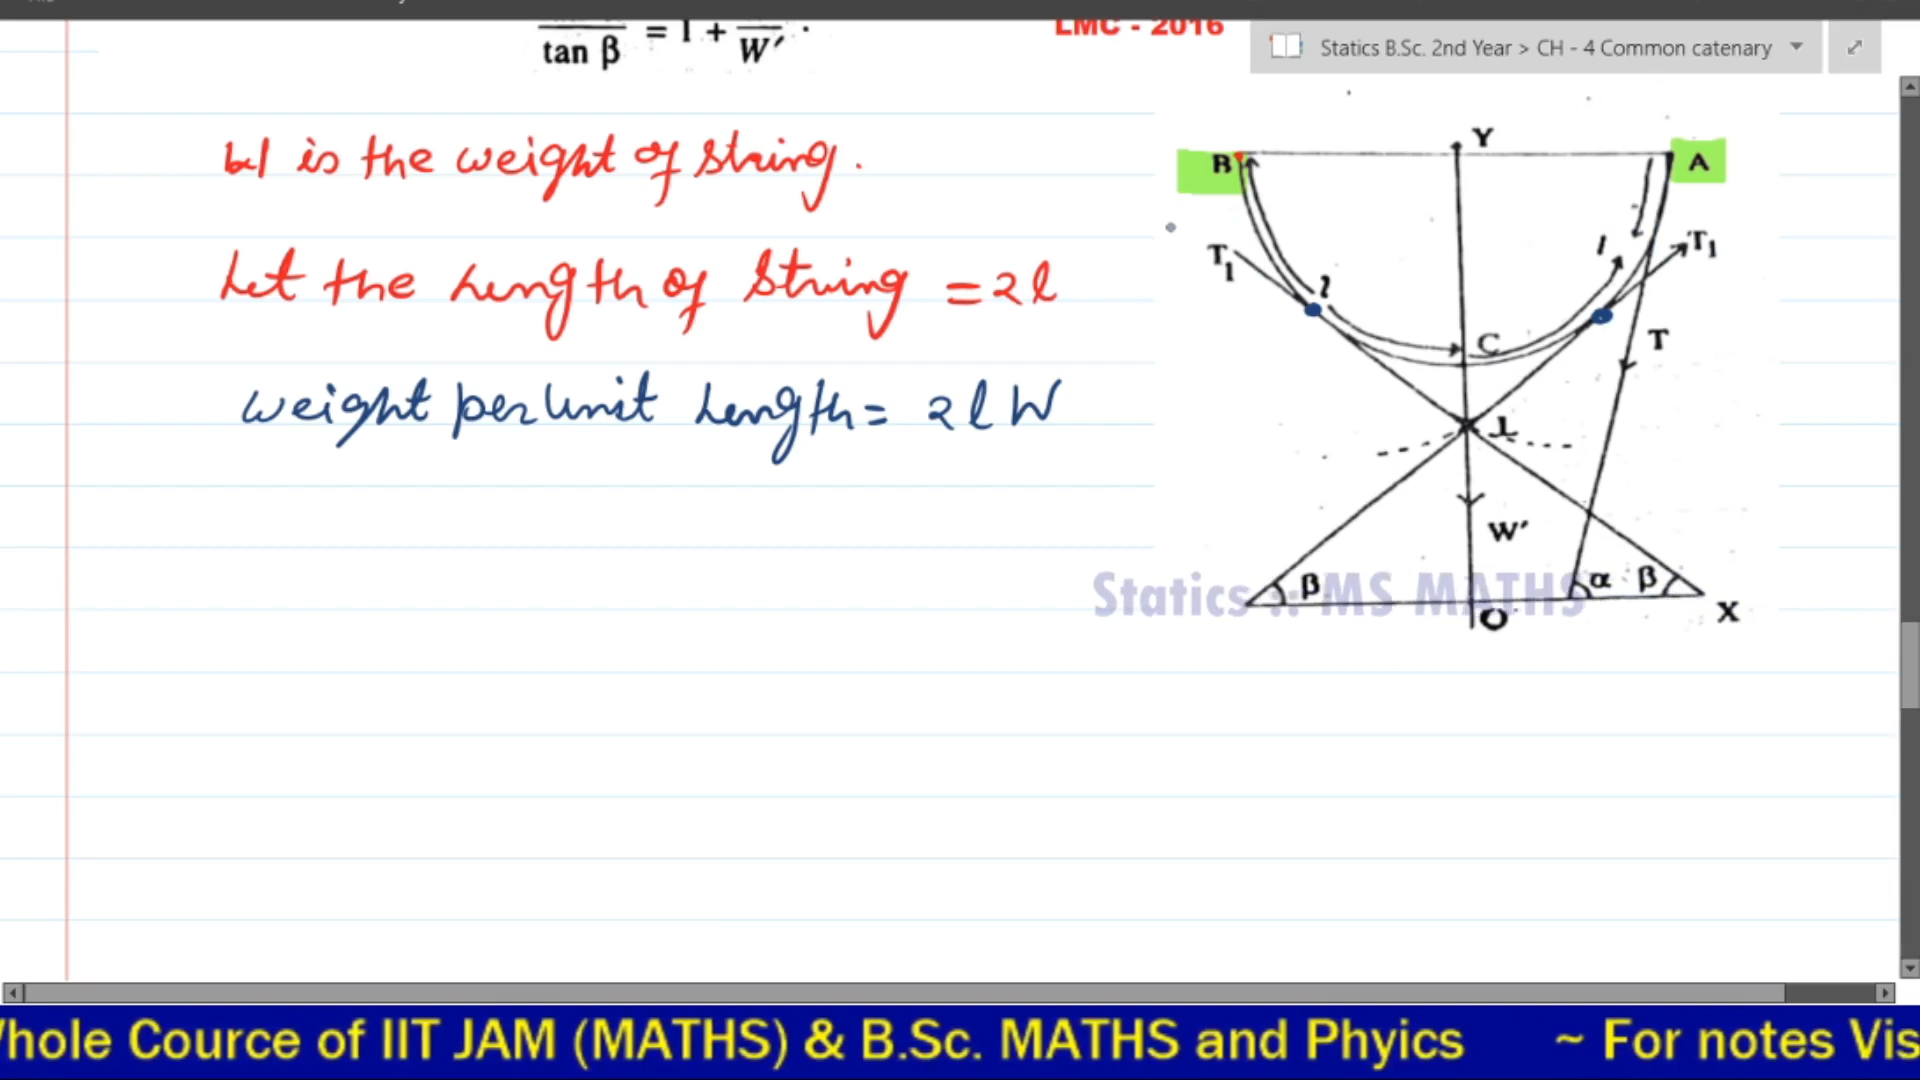 tan β = 1 + W′ .
LMC - 2016
Statics B.Sc. 2nd Year > CH - 4 Common catenary
W is the weight of string.
Let the Length of String = 2l
weight per unit Length = 2lW
Y
B
A
T₁
l
l
T₁
C
T
T
W′
β
α
β
O
X
Statics :: MS MATHS
Whole Cource of IIT JAM (MATHS) & B.Sc. MATHS and Phyics ~ For notes Vis